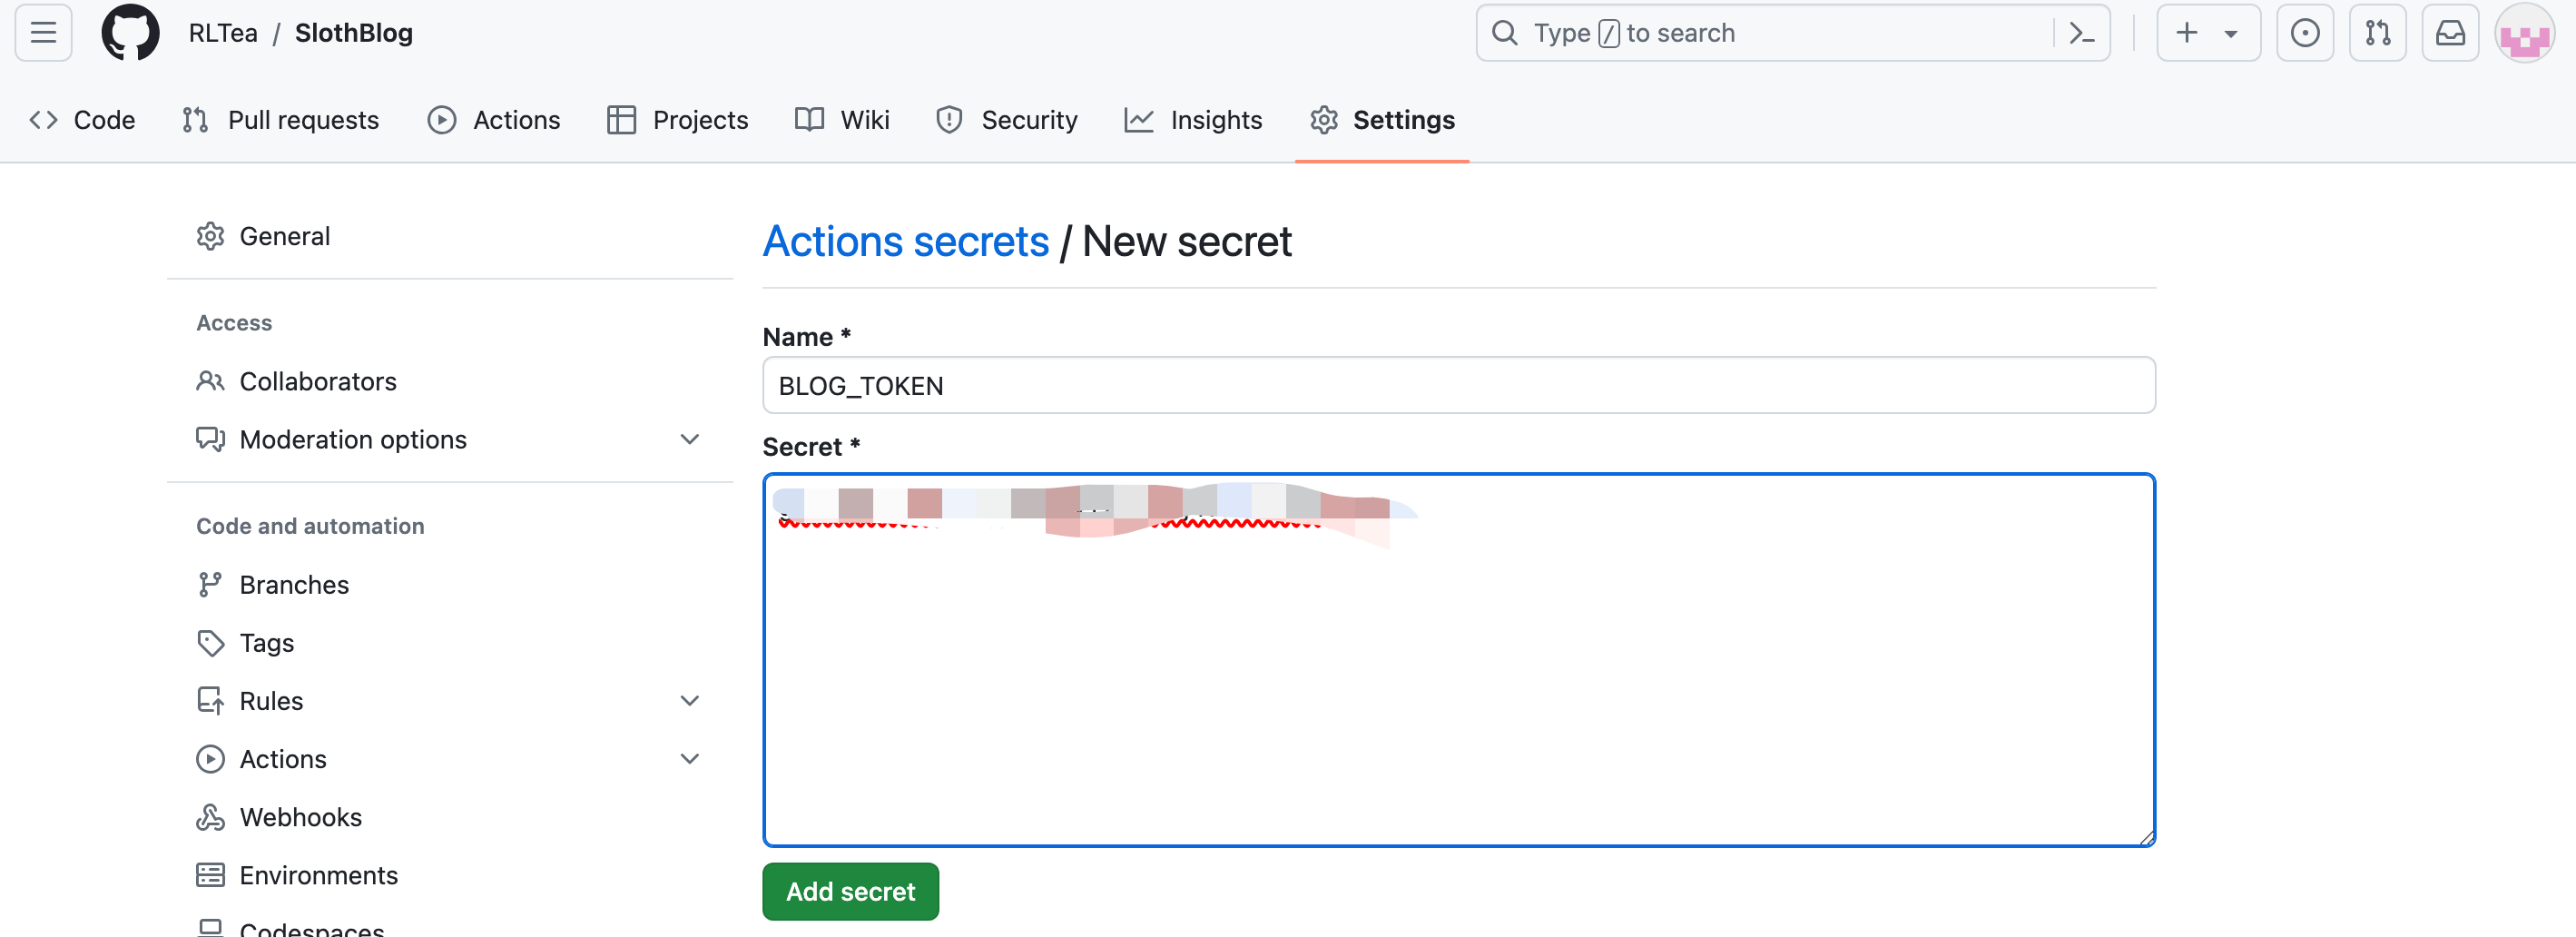 RLTea / SlothBlog
Type / to search
Code
Pull requests
Actions
Projects
Wiki
Security
Insights
Settings
General
Access
Collaborators
Moderation options
Code and automation
Branches
Tags
Rules
Actions
Webhooks
Environments
Codespaces
Actions secrets / New secret
Name *
BLOG_TOKEN
Secret *
Add secret